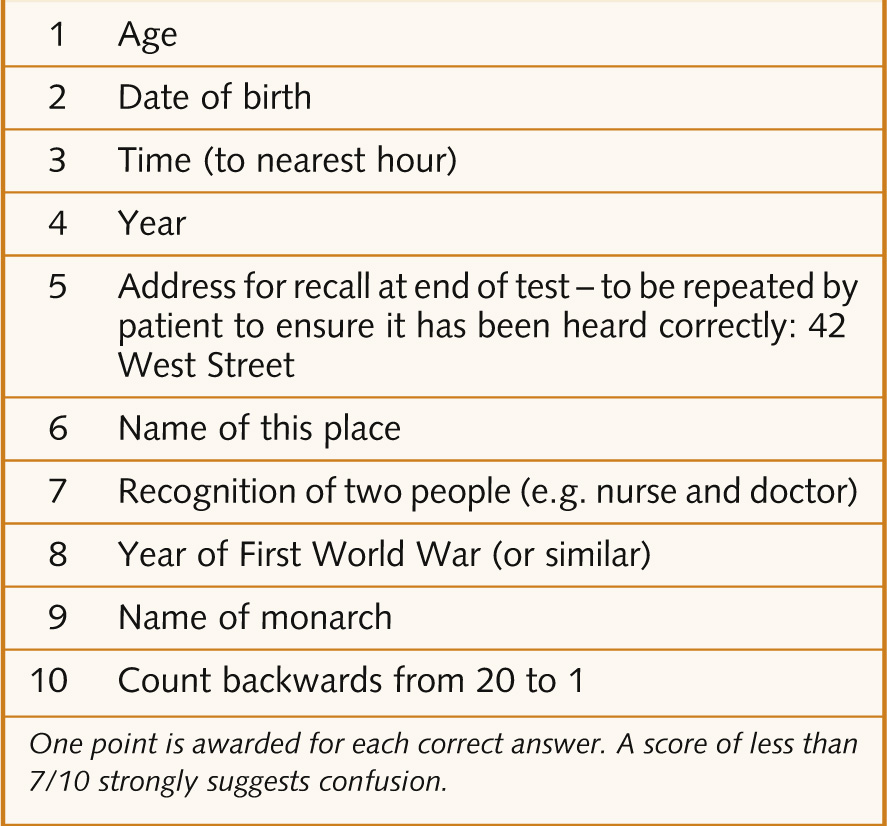 1 Age
2 Date of birth
3 Time (to nearest hour)
4 Year
5 Address for recall at end of test – to be repeated by
patient to ensure it has been heard correctly: 42
West Street
6 Name of this place
7 Recognition of two people (e.g. nurse and doctor)
8 Year of First World War (or similar)
9 Name of monarch
10 Count backwards from 20 to 1
One point is awarded for each correct answer. A score of less than
7/10 strongly suggests confusion.